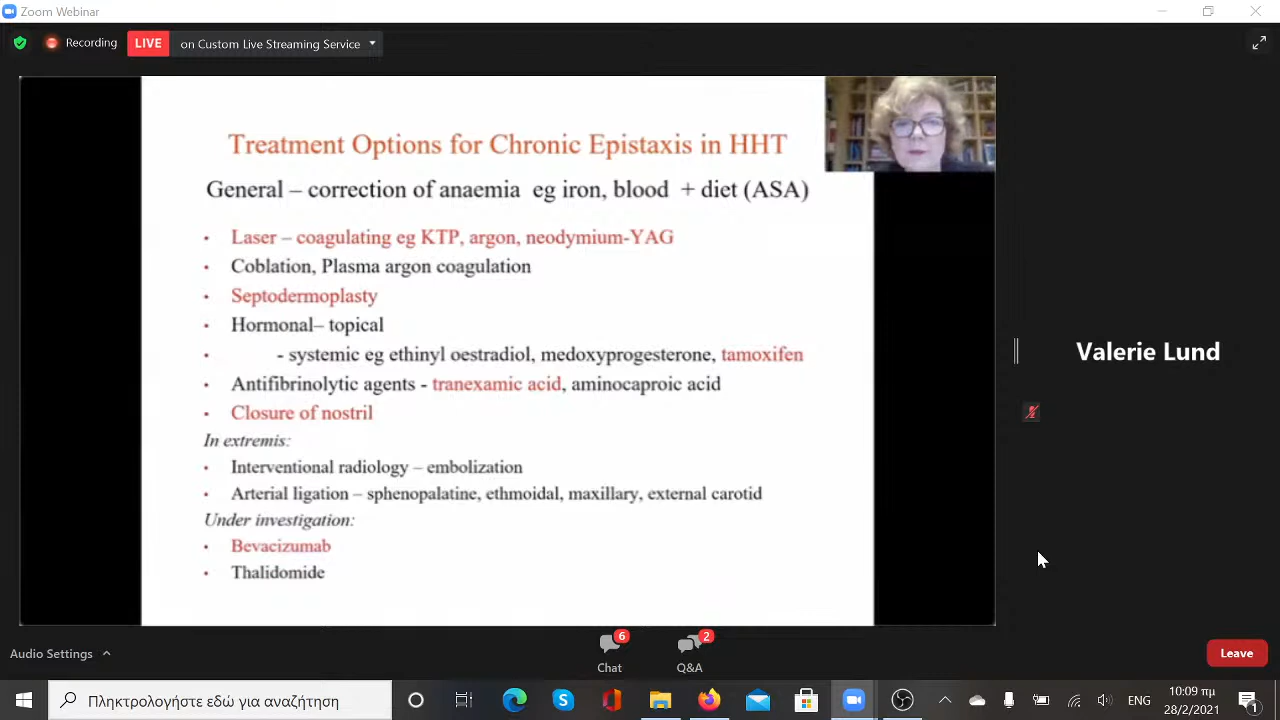 Zoom Webinar
Recording
LIVE
on Custom Live Streaming Service
Treatment Options for Chronic Epistaxis in HHT
General – correction of anaemia eg iron, blood + diet (ASA)
• Laser – coagulating eg KTP, argon, neodymium-YAG
• Coblation, Plasma argon coagulation
• Septodermoplasty
• Hormonal– topical
• - systemic eg ethinyl oestradiol, medoxyprogesterone, tamoxifen
• Antifibrinolytic agents - tranexamic acid, aminocaproic acid
• Closure of nostril
In extremis:
• Interventional radiology – embolization
• Arterial ligation – sphenopalatine, ethmoidal, maxillary, external carotid
Under investigation:
• Bevacizumab
• Thalidomide
Valerie Lund
Audio Settings
6
Chat
2
Q&A
Leave
Πληκτρολογήστε εδώ για αναζήτηση
ENG
10:09 πμ
28/2/2021
1